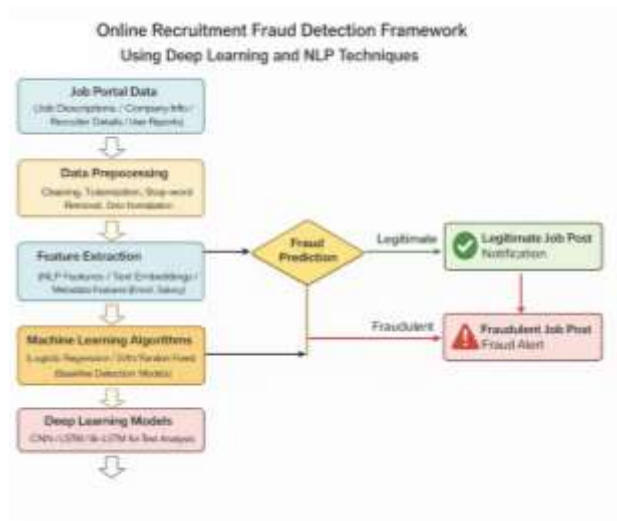 Online Recruitment Fraud Detection Framework
Using Deep Learning and NLP Techniques
Job Portal Data
(Job Descriptions / Company Info /
Recruiter Details / User Reports)
Data Prepocessing
Cleaning, Tokenization, Stop-word
Removal,
Feature Extraction
(NLP Features / Text Embeddings /
Metadata Features (Email, Salary)
Machine Learning Algorithms
(Logistic Regression / SVM/ Random Forest
(Baseline Detection Models)
Deep Learning Models
CNN / LSTM / Bi-LSTM for Text Analysis
Fraud
Prediction
Legitimate
Legitimate Job Post
Notification
Fraudulent
Fraudulent Job Post
Fraud Alert